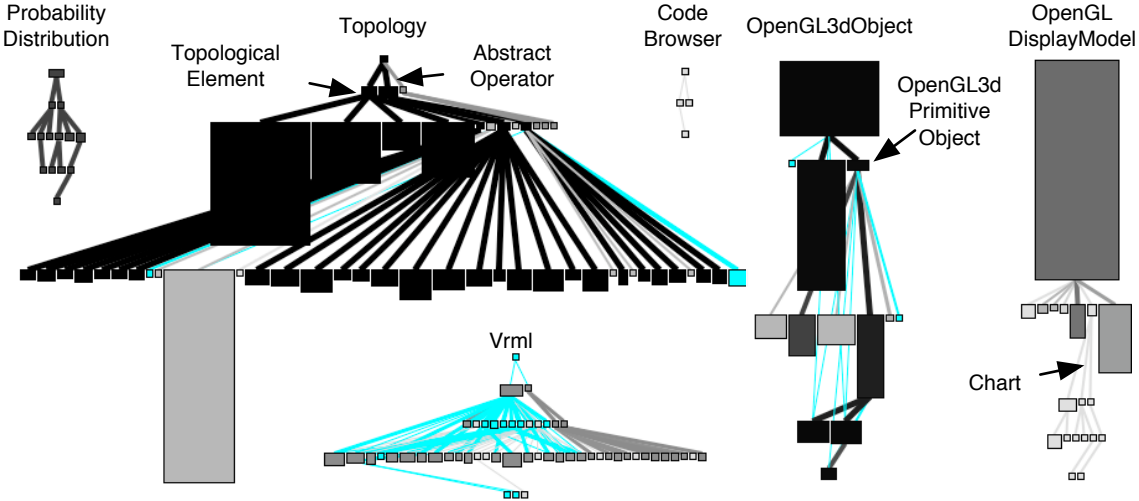 Probability
Distribution
Topology
Topological
Element
Abstract
Operator
Code
Browser
OpenGL3dObject
OpenGL3d
Primitive
Object
OpenGL
DisplayModel
Chart
Vrml